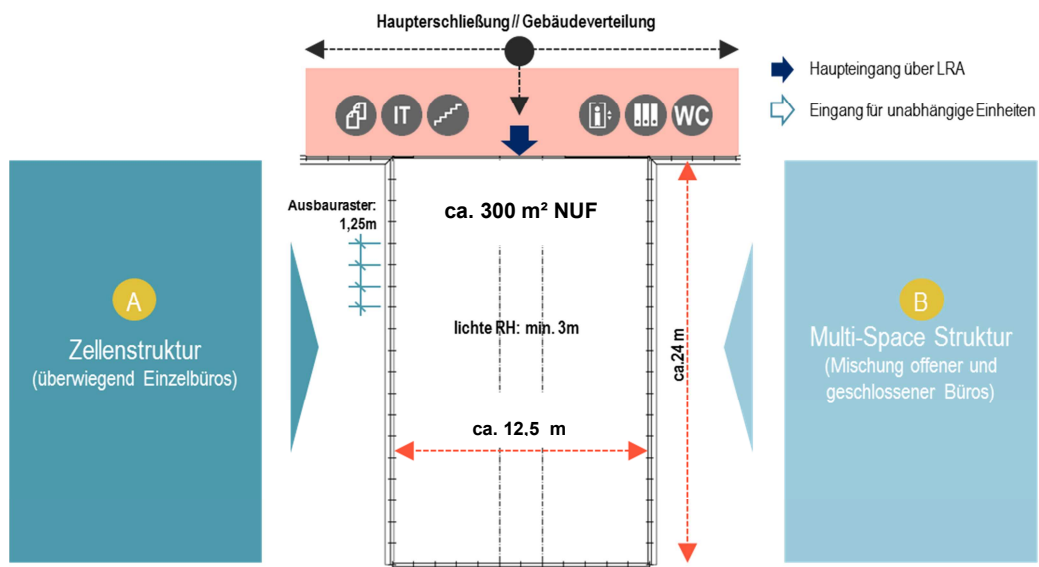 Haupterschließung// Gebäudeverteilung
Haupteingang über LRA
Eingang für unabhängige Einheiten
IT
WC
Ausbauraster:
1,25m
ca. 300 m² NUF
lichte RH: min. 3m
ca. 12,5 m
ca.24 m
A
Zellenstruktur
(überwiegend Einzelbüros)
B
Multi-Space Struktur
(Mischung offener und
geschlossener Büros)